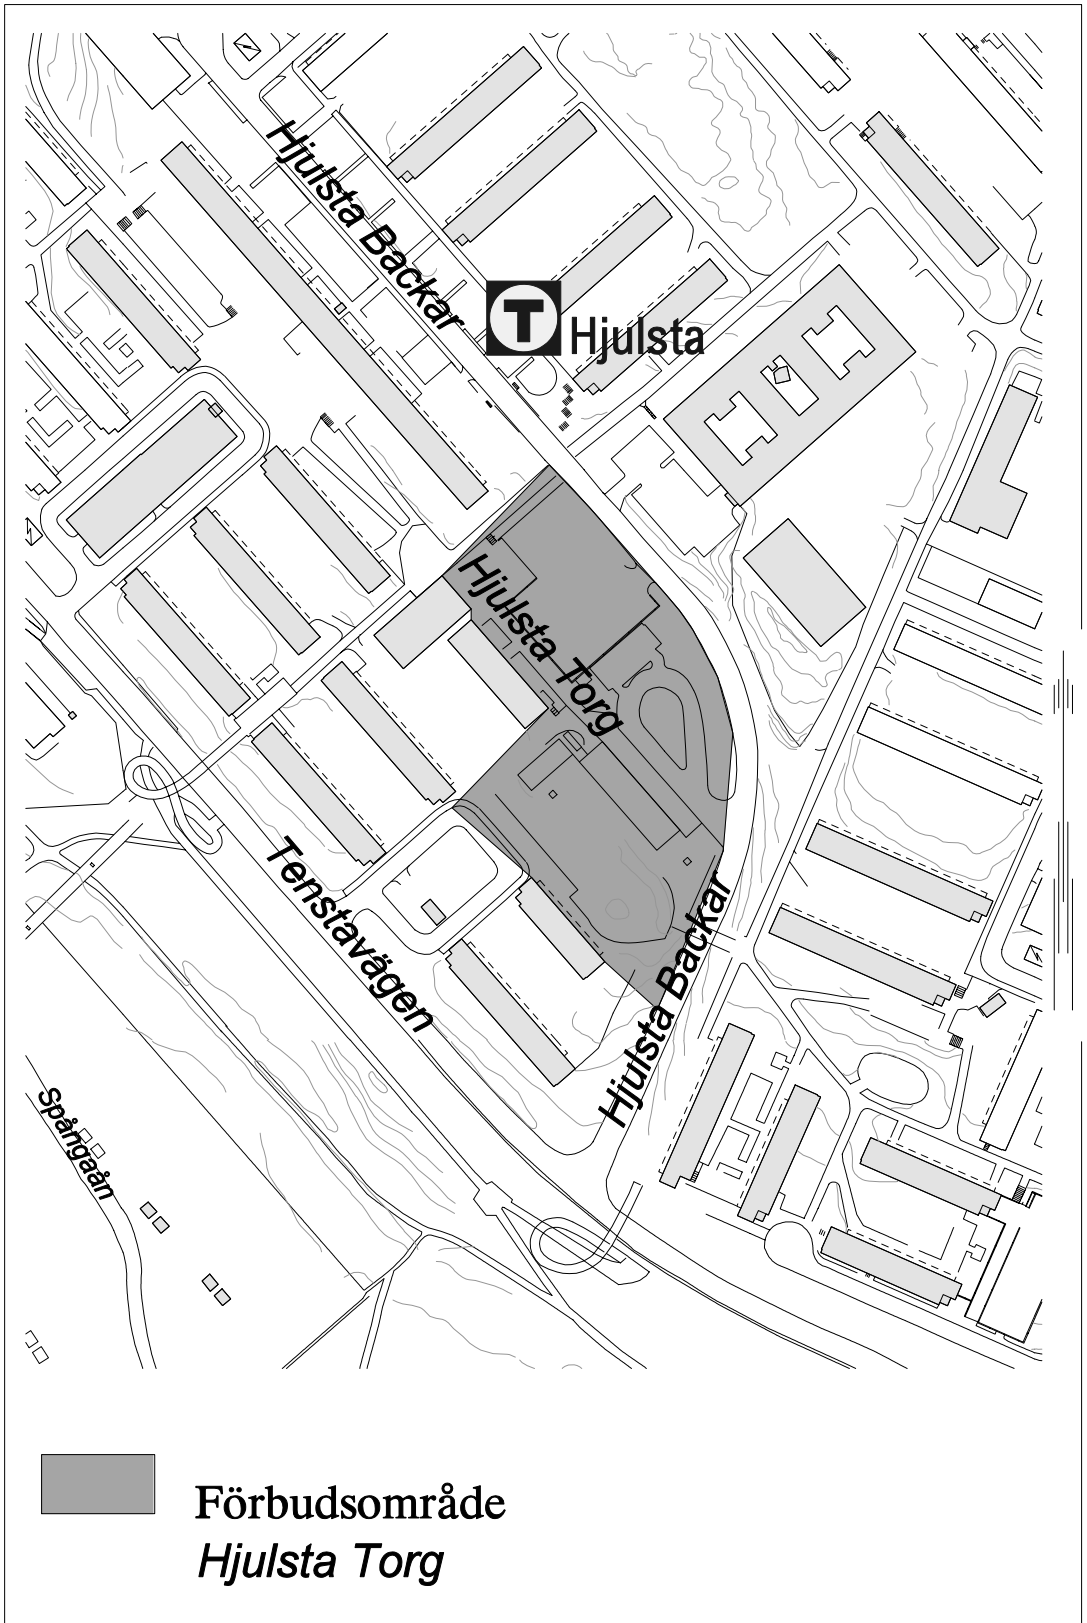 Hjulsta Backar
T
Hjulsta
Hjulsta Torg
Tenstavägen
Hjulsta Backar
Spångaån
Förbudsområde
Hjulsta Torg